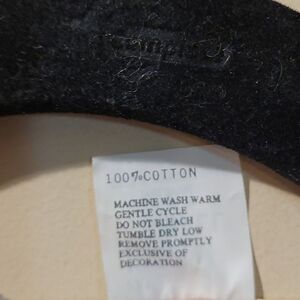 100%COTTON
MACHINE WASH WARM
GENTLE CYCLE
DO NOT BLEACH
TUMBLE DRY LOW
REMOVE PROMPTLY
EXCLUSIVE OF
DECORATION